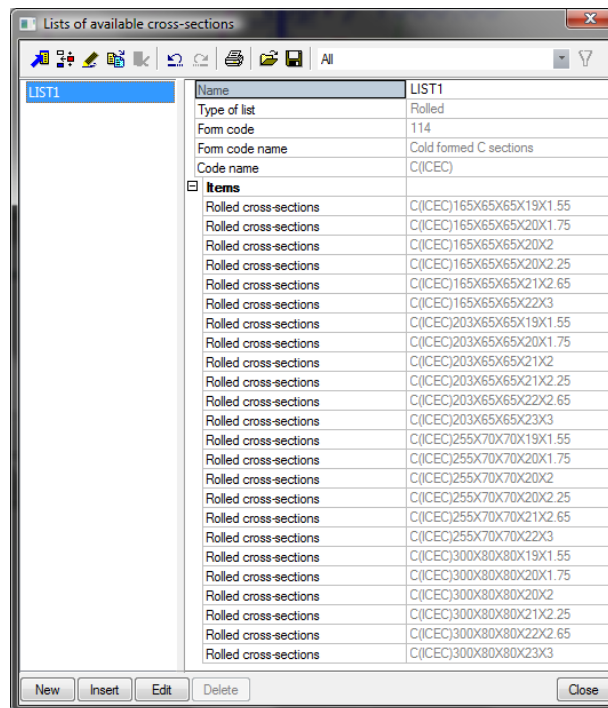 Lists of available cross-sections
All
LIST1
Name LIST1
Type of list Rolled
Form code 114
Form code name Cold formed C sections
Code name C(ICEC)
Items
Rolled cross-sections C(ICEC)165X65X65X19X1.55
Rolled cross-sections C(ICEC)165X65X65X20X1.75
Rolled cross-sections C(ICEC)165X65X65X20X2
Rolled cross-sections C(ICEC)165X65X65X20X2.25
Rolled cross-sections C(ICEC)165X65X65X21X2.65
Rolled cross-sections C(ICEC)165X65X65X22X3
Rolled cross-sections C(ICEC)203X65X65X19X1.55
Rolled cross-sections C(ICEC)203X65X65X20X1.75
Rolled cross-sections C(ICEC)203X65X65X21X2
Rolled cross-sections C(ICEC)203X65X65X21X2.25
Rolled cross-sections C(ICEC)203X65X65X22X2.65
Rolled cross-sections C(ICEC)203X65X65X23X3
Rolled cross-sections C(ICEC)255X70X70X19X1.55
Rolled cross-sections C(ICEC)255X70X70X20X1.75
Rolled cross-sections C(ICEC)255X70X70X20X2
Rolled cross-sections C(ICEC)255X70X70X20X2.25
Rolled cross-sections C(ICEC)255X70X70X21X2.65
Rolled cross-sections C(ICEC)255X70X70X22X3
Rolled cross-sections C(ICEC)300X80X80X19X1.55
Rolled cross-sections C(ICEC)300X80X80X20X1.75
Rolled cross-sections C(ICEC)300X80X80X20X2
Rolled cross-sections C(ICEC)300X80X80X21X2.25
Rolled cross-sections C(ICEC)300X80X80X22X2.65
Rolled cross-sections C(ICEC)300X80X80X23X3
New Insert Edit Delete Close